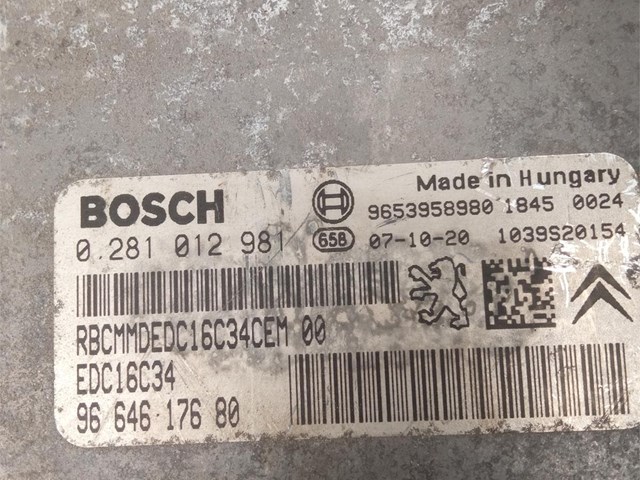 BOSCH
Made in Hungary
9653958980 1845 0024
0.281 012 981
658
07-10-20 1039S20154
RBCMMDEDC16C34CEM 00
EDC16C34
96 646 176 80